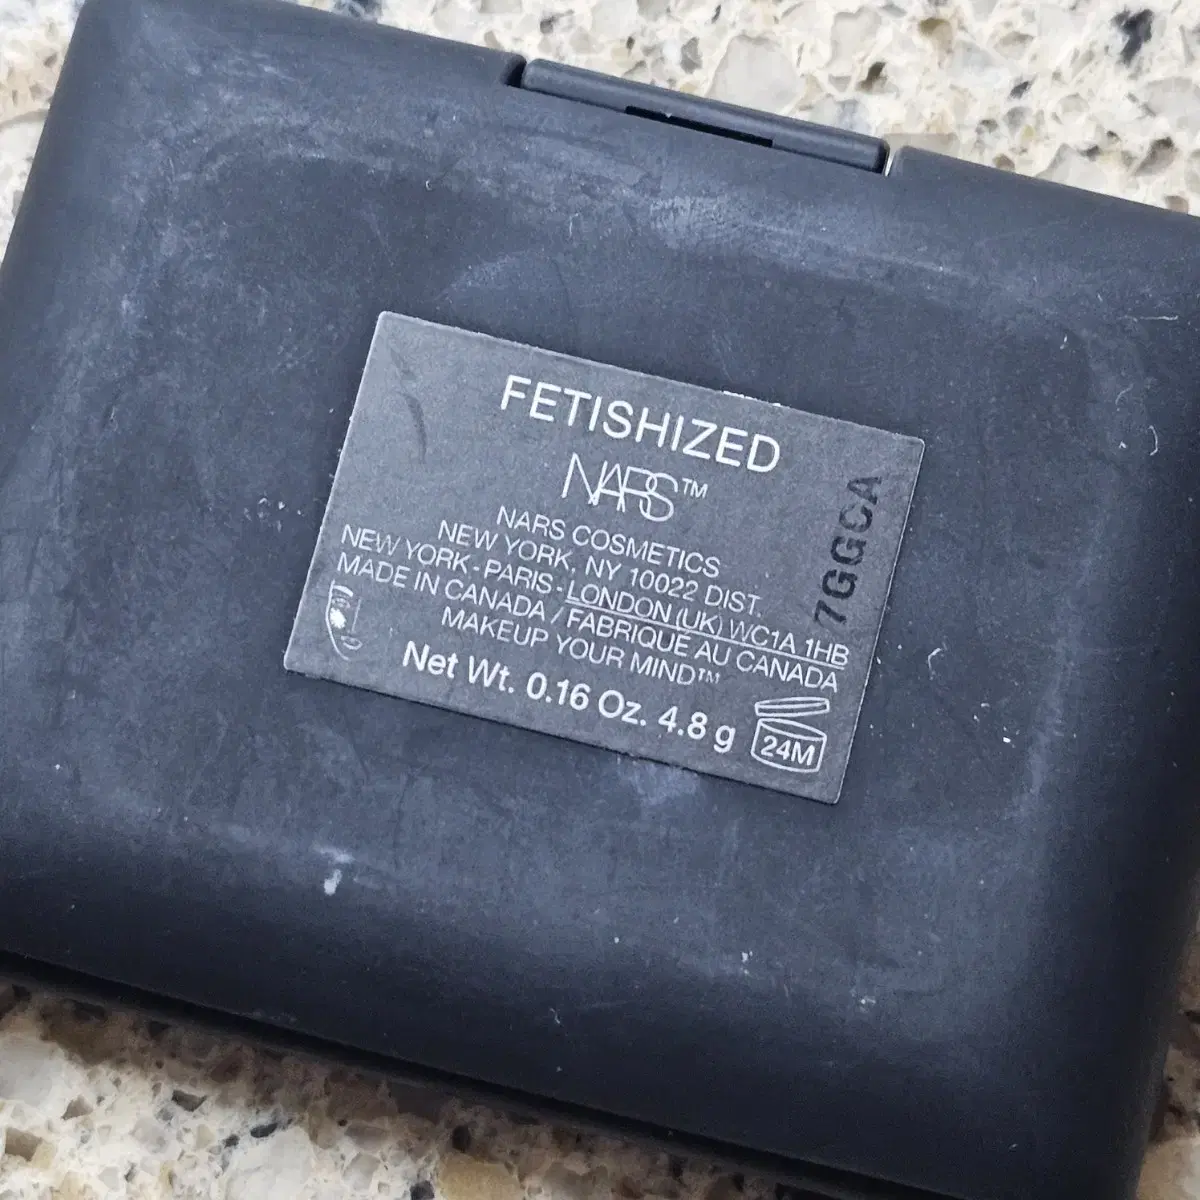 FETISHIZED
NARS™
NARS COSMETICS
NEW YORK, NY 10022 DIST.
NEW YORK - PARIS - LONDON (UK) WC1A 1HB
MADE IN CANADA / FABRIQUÉ AU CANADA
MAKEUP YOUR MIND™
Net Wt. 0.16 Oz. 4.8 g
24M
7GGCA